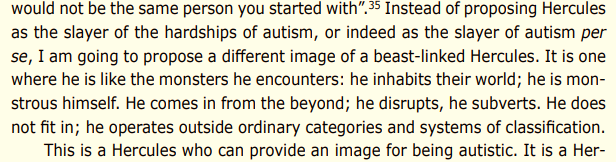 would not be the same person you started with”.35 Instead of proposing Hercules
as the slayer of the hardships of autism, or indeed as the slayer of autism per
se, I am going to propose a different image of a beast-linked Hercules. It is one
where he is like the monsters he encounters: he inhabits their world; he is mon-
strous himself. He comes in from the beyond; he disrupts, he subverts. He does
not fit in; he operates outside ordinary categories and systems of classification.
This is a Hercules who can provide an image for being autistic. It is a Her-